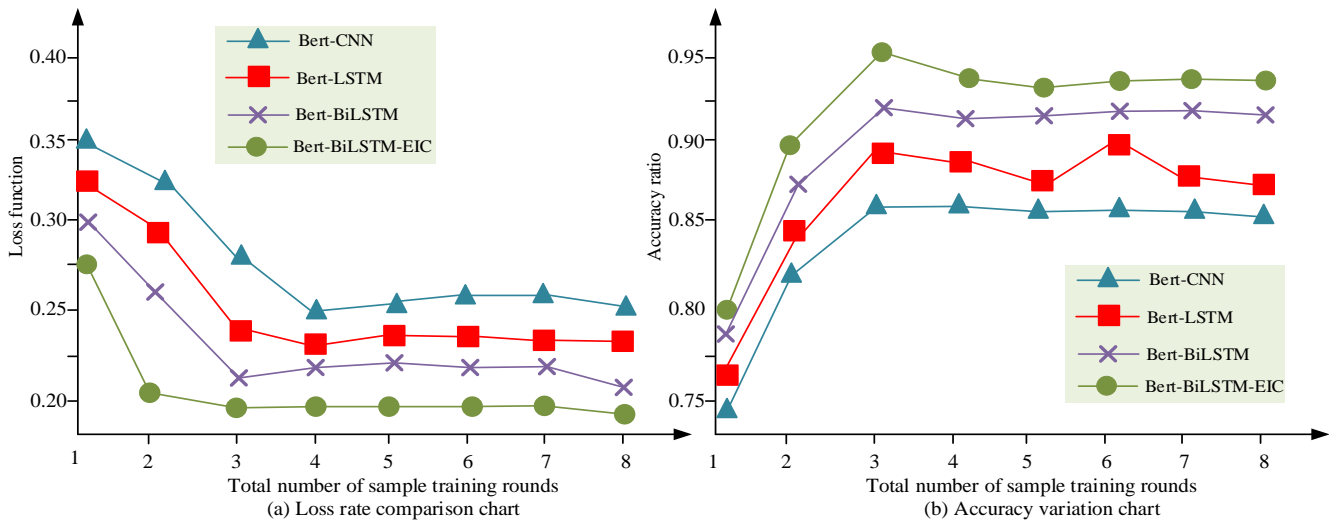 0.40
0.35
0.30
0.25
0.20
Loss function
Bert-CNN
Bert-LSTM
Bert-BiLSTM
Bert-BiLSTM-EIC
1 2 3 4 5 6 7 8
Total number of sample training rounds
(a) Loss rate comparison chart
0.95
0.90
0.85
0.80
0.75
Accuracy ratio
Bert-CNN
Bert-LSTM
Bert-BiLSTM
Bert-BiLSTM-EIC
1 2 3 4 5 6 7 8
Total number of sample training rounds
(b) Accuracy variation chart